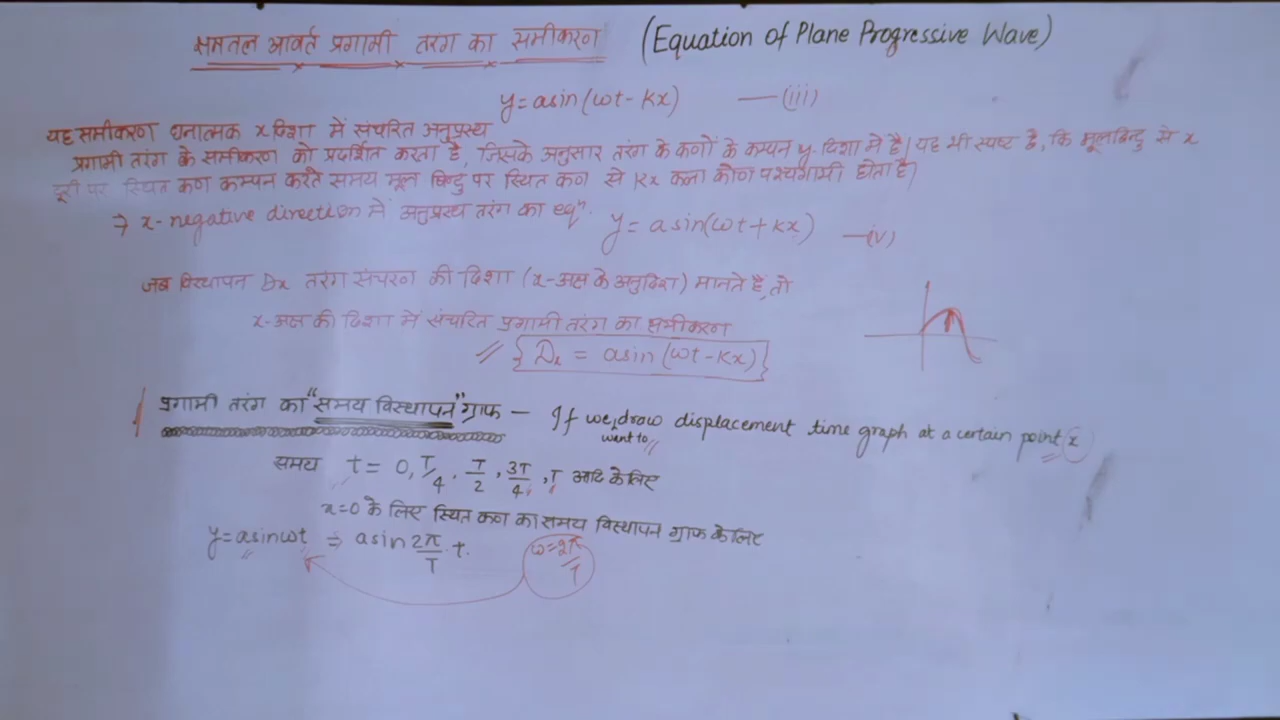 समतल आवर्त प्रगामी तरंग का समीकरण (Equation of Plane Progressive Wave)
y = asin(ωt - Kx) —(iii)
यह समीकरण धनात्मक x दिशा में संचरित अनुप्रस्थ
प्रगामी तरंग के समीकरण को प्रदर्शित करता है, जिसके अनुसार तरंग के कणों के कम्पन y-दिशा में है। यह भी स्पष्ट है, कि मूलबिन्दु से x
दूरी पर स्थित कण कम्पन करते समय मूल बिन्दु पर स्थित कण से Kx कला कोण पश्चगामी होता है।
⇒ x-negative direction में अनुप्रस्थ तरंग का eqⁿ. y = a sin(ωt + Kx) —(v)
जब विस्थापन Dx तरंग संचरण की दिशा (x-अक्ष के अनुदिश) मानते हैं, तो
x-अक्ष की दिशा में संचरित प्रगामी तरंग का समीकरण
{Dx = asin(ωt - Kx)}
प्रगामी तरंग का "समय विस्थापन" ग्राफ — If we draw displacement time graph at a certain point (x)
want to
समय t = 0, T/4, T/2, 3T/4, T आदि के लिए
x=0 के लिए स्थित कण का समय विस्थापन ग्राफ के लिए
y = asinωt ⇒ asin 2π/T . t. ω = 2π/T